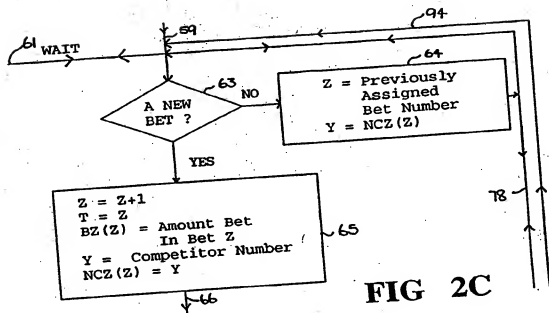 94
59
61
WAIT
64
63
A NEW
BET ?
NO
Z = Previously
Assigned
Bet Number
Y = NCZ(Z)
YES
Z = Z+1
T = Z
BZ(Z) = Amount Bet
In Bet Z
Y = Competitor Number
NCZ(Z) = Y
65
78
66
FIG 2C